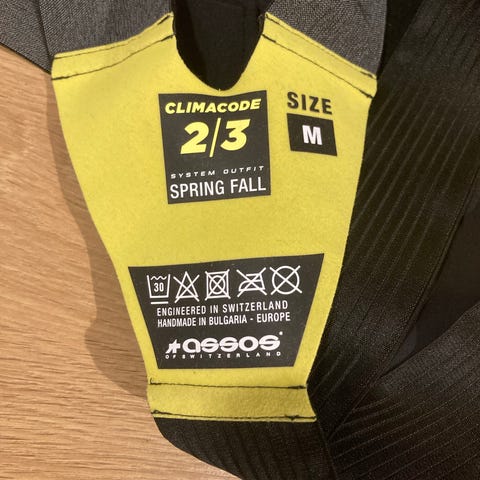 CLIMACODE
2/3
SYSTEM OUTFIT
SPRING FALL
SIZE
M
30
ENGINEERED IN SWITZERLAND
HANDMADE IN BULGARIA - EUROPE
assos®
OF SWITZERLAND